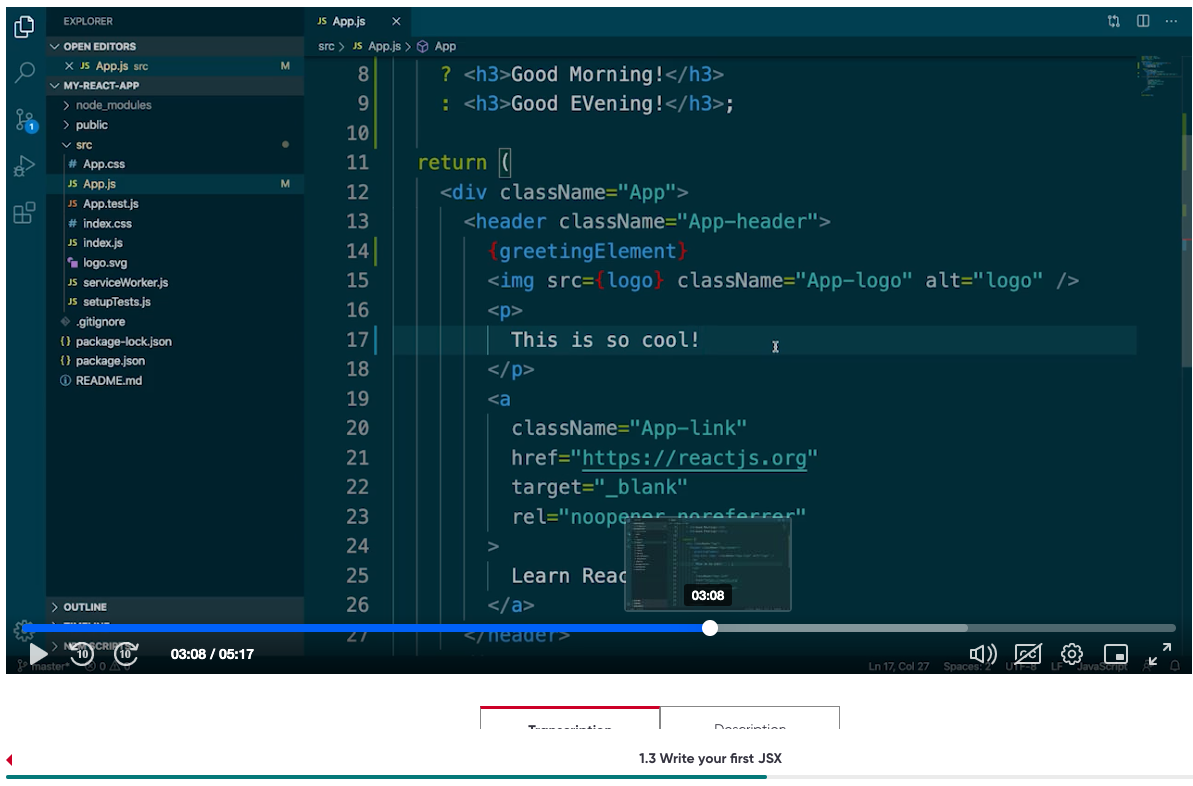 EXPLORER
JS App.js
OPEN EDITORS
src JS App.js App
JS App.js src M
MY-REACT-APP
node_modules
public
src
# App.css
JS App.js M
JS App.test.js
# index.css
JS index.js
logo.svg
JS serviceWorker.js
JS setupTests.js
.gitignore
{} package-lock.json
{} package.json
README.md
OUTLINE
TIMELINE
NPM SCRIPTS
1
8 ? <h3>Good Morning!</h3>
9 : <h3>Good EVening!</h3>;
10
11 return (
12 <div className="App">
13 <header className="App-header">
14 {greetingElement}
15 <img src={logo} className="App-logo" alt="logo" />
16 <p>
17 This is so cool!
18 </p>
19 <a
20 className="App-link"
21 href="https://reactjs.org"
22 target="_blank"
23 rel="noopener noreferrer"
24 >
25 Learn Reac
26 </a>
27 </header>
03:08
10 10 03:08 / 05:17
CC
master* 0 0 Ln 17, Col 27 Spaces: 2 UTF-8 LF JavaScript
Transcription Description
1.3 Write your first JSX